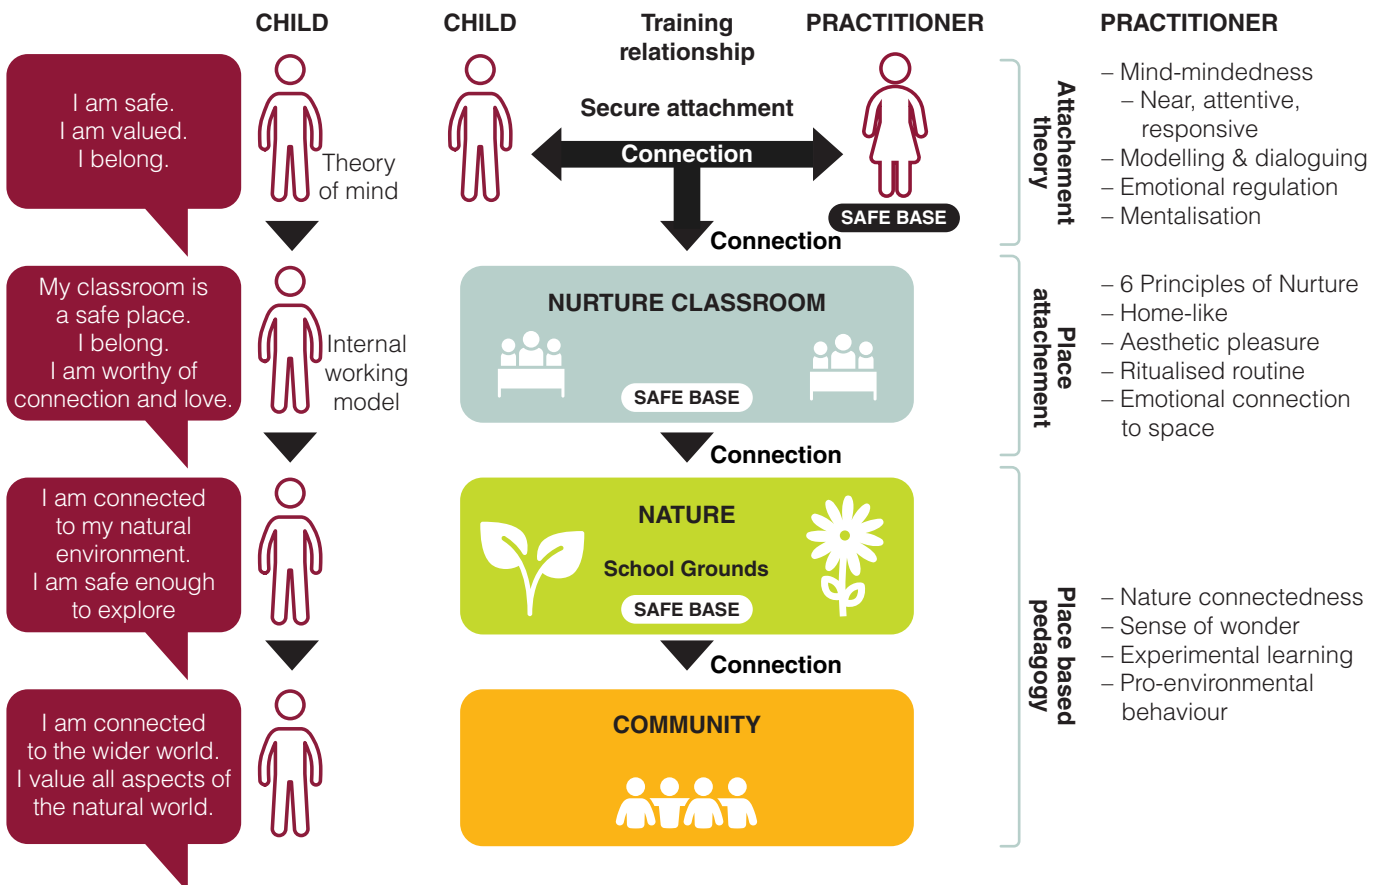 CHILD
CHILD
Training
relationship
PRACTITIONER
PRACTITIONER
I am safe.
I am valued.
I belong.
Theory
of mind
Secure attachment
Connection
SAFE BASE
Connection
Attachement
theory
– Mind-mindedness
– Near, attentive,
responsive
– Modelling & dialoguing
– Emotional regulation
– Mentalisation
My classroom is
a safe place.
I belong.
I am worthy of
connection and love.
Internal
working
model
NURTURE CLASSROOM
SAFE BASE
Connection
Place
attachement
– 6 Principles of Nurture
– Home-like
– Aesthetic pleasure
– Ritualised routine
– Emotional connection
to space
I am connected
to my natural
environment.
I am safe enough
to explore
NATURE
School Grounds
SAFE BASE
Connection
Place based
pedagogy
– Nature connectedness
– Sense of wonder
– Experimental learning
– Pro-environmental
behaviour
I am connected
to the wider world.
I value all aspects of
the natural world.
COMMUNITY